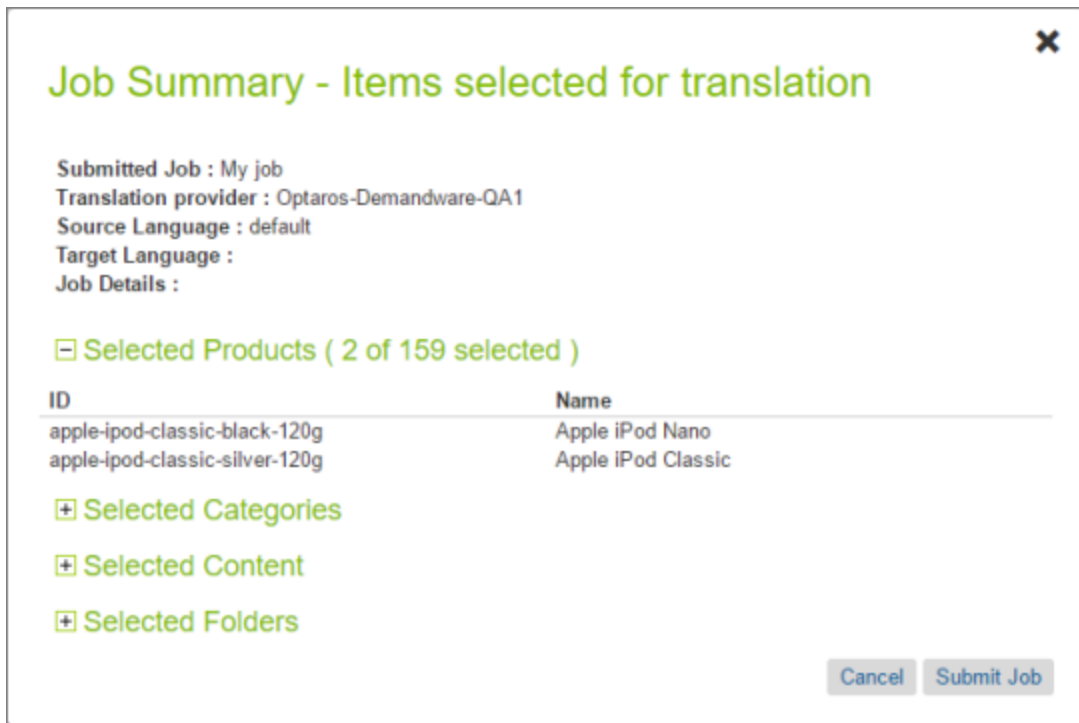 Job Summary - Items selected for translation
Submitted Job : My job
Translation provider : Optaros-Demandware-QA1
Source Language : default
Target Language :
Job Details :
Selected Products ( 2 of 159 selected )
ID Name
apple-ipod-classic-black-120g Apple iPod Nano
apple-ipod-classic-silver-120g Apple iPod Classic
Selected Categories
Selected Content
Selected Folders
Cancel Submit Job